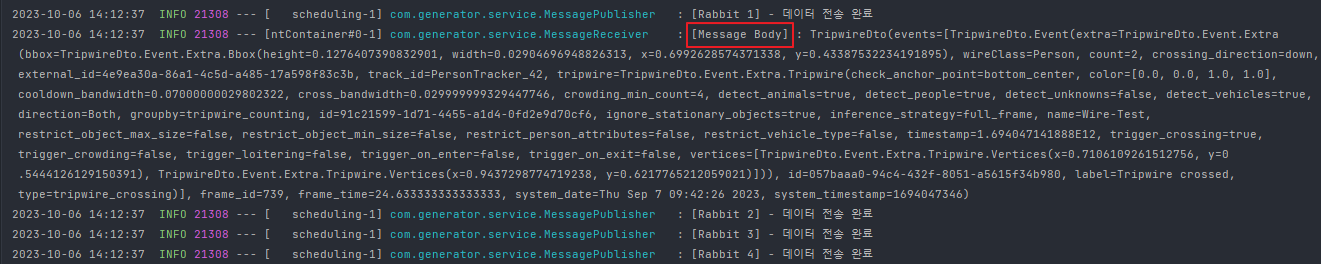 2023-10-06 14:12:37  INFO 21308 --- [   scheduling-1] com.generator.service.MessagePublisher   : [Rabbit 1] - 데이터 전송 완료
2023-10-06 14:12:37  INFO 21308 --- [ntContainer#0-1] com.generator.service.MessageReceiver    : [Message Body] : TripwireDto(events=[TripwireDto.Event(extra=TripwireDto.Event.Extra
(bbox=TripwireDto.Event.Extra.Bbox(height=0.1276407390832901, width=0.02904696948826313, x=0.6992628574371338, y=0.43387532234191895), wireClass=Person, count=2, crossing_direction=down,
external_id=4e9ea30a-86a1-4c5d-a485-17a598f83c3b, track_id=PersonTracker_42, tripwire=TripwireDto.Event.Extra.Tripwire(check_anchor_point=bottom_center, color=[0.0, 0.0, 1.0, 1.0],
cooldown_bandwidth=0.07000000029802322, cross_bandwidth=0.029999999329447746, crowding_min_count=4, detect_animals=true, detect_people=true, detect_unknowns=false, detect_vehicles=true,
direction=Both, groupby=tripwire_counting, id=91c21599-1d71-4455-a1d4-0fd2e9d70cf6, ignore_stationary_objects=true, inference_strategy=full_frame, name=Wire-Test,
restrict_object_max_size=false, restrict_object_min_size=false, restrict_person_attributes=false, restrict_vehicle_type=false, timestamp=1.694047141888E12, trigger_crossing=true,
trigger_crowding=false, trigger_loitering=false, trigger_on_enter=false, trigger_on_exit=false, vertices=[TripwireDto.Event.Extra.Tripwire.Vertices(x=0.7106109261512756, y=0
.5444126129150391), TripwireDto.Event.Extra.Tripwire.Vertices(x=0.9437298774719238, y=0.6217765212059021)])), id=057baaa0-94c4-432f-8051-a5615f34b980, label=Tripwire crossed,
type=tripwire_crossing)], frame_id=739, frame_time=24.633333333333333, system_date=Thu Sep 7 09:42:26 2023, system_timestamp=1694047346)
2023-10-06 14:12:37  INFO 21308 --- [   scheduling-1] com.generator.service.MessagePublisher   : [Rabbit 2] - 데이터 전송 완료
2023-10-06 14:12:37  INFO 21308 --- [   scheduling-1] com.generator.service.MessagePublisher   : [Rabbit 3] - 데이터 전송 완료
2023-10-06 14:12:37  INFO 21308 --- [   scheduling-1] com.generator.service.MessagePublisher   : [Rabbit 4] - 데이터 전송 완료